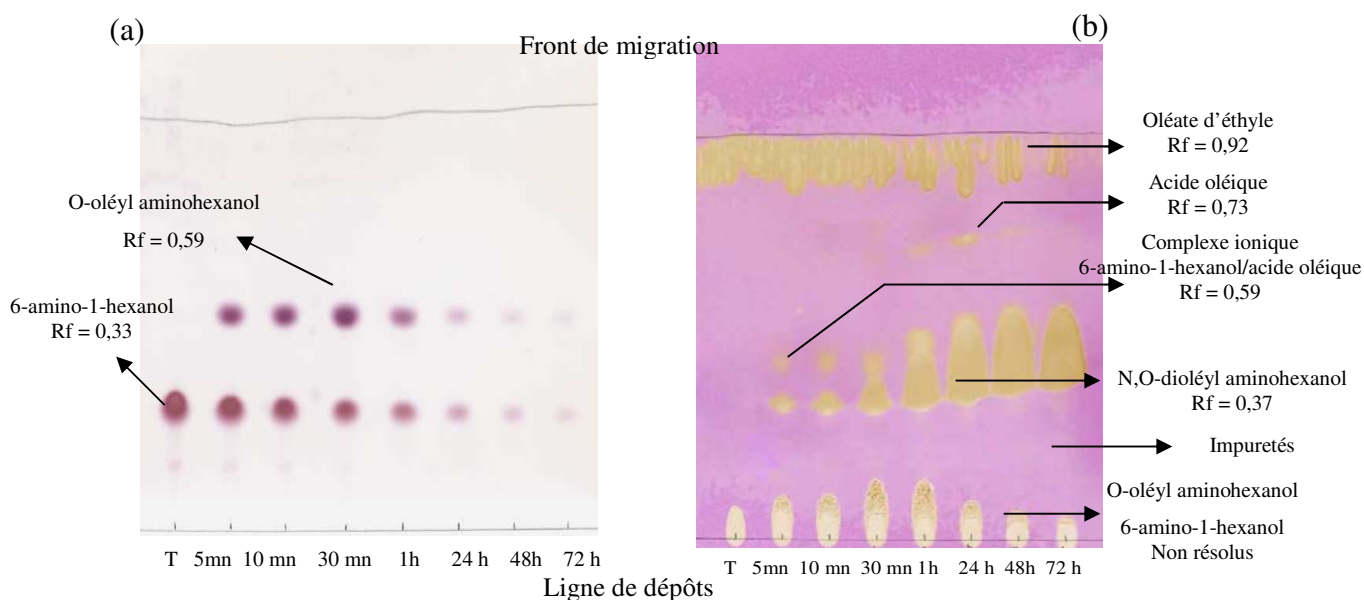 (a)
(b)
Front de migration
O-oléyl aminohexanol
Rf = 0,59
6-amino-1-hexanol
Rf = 0,33
T 5mn 10 mn 30 mn 1h 24 h 48h 72 h
Oléate d'éthyle
Rf = 0,92
Acide oléique
Rf = 0,73
Complexe ionique
6-amino-1-hexanol/acide oléique
Rf = 0,59
N,O-dioléyl aminohexanol
Rf = 0,37
Impuretés
O-oléyl aminohexanol
6-amino-1-hexanol
Non résolus
T 5mn 10 mn 30 mn 1h 24 h 48h 72 h
Ligne de dépôts